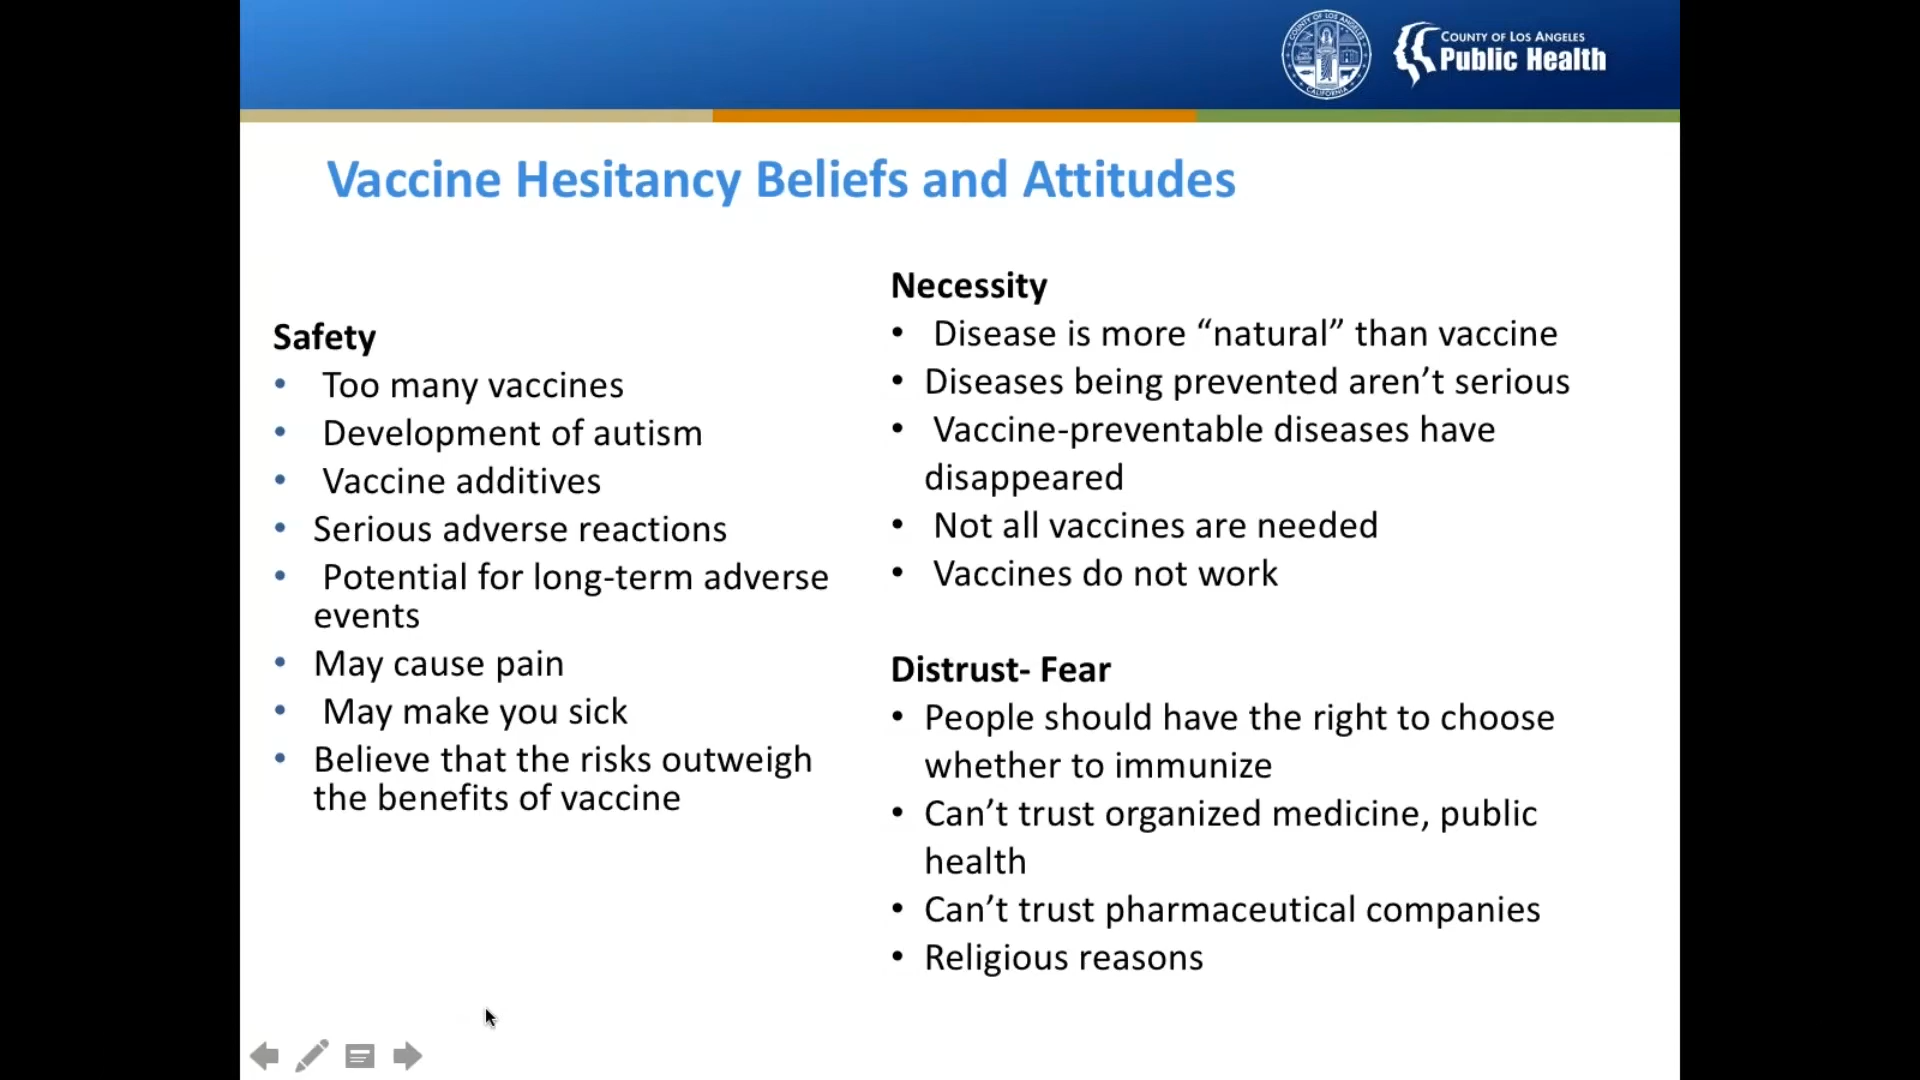 COUNTY OF LOS ANGELES
Public Health
COUNTY OF LOS ANGELES
CALIFORNIA
Vaccine Hesitancy Beliefs and Attitudes
Safety
• Too many vaccines
• Development of autism
• Vaccine additives
• Serious adverse reactions
• Potential for long-term adverse
events
• May cause pain
• May make you sick
• Believe that the risks outweigh
the benefits of vaccine
Necessity
• Disease is more “natural” than vaccine
• Diseases being prevented aren’t serious
• Vaccine-preventable diseases have
disappeared
• Not all vaccines are needed
• Vaccines do not work
Distrust- Fear
• People should have the right to choose
whether to immunize
• Can’t trust organized medicine, public
health
• Can’t trust pharmaceutical companies
• Religious reasons